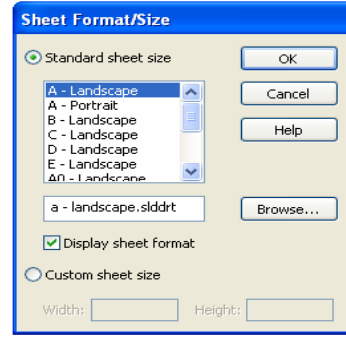 Sheet Format/Size
Standard sheet size
OK
A - Landscape
A - Portrait
B - Landscape
C - Landscape
D - Landscape
E - Landscape
A0 - Landscape
Cancel
Help
a - landscape.slddrt
Browse...
Display sheet format
Custom sheet size
Width:
Height: